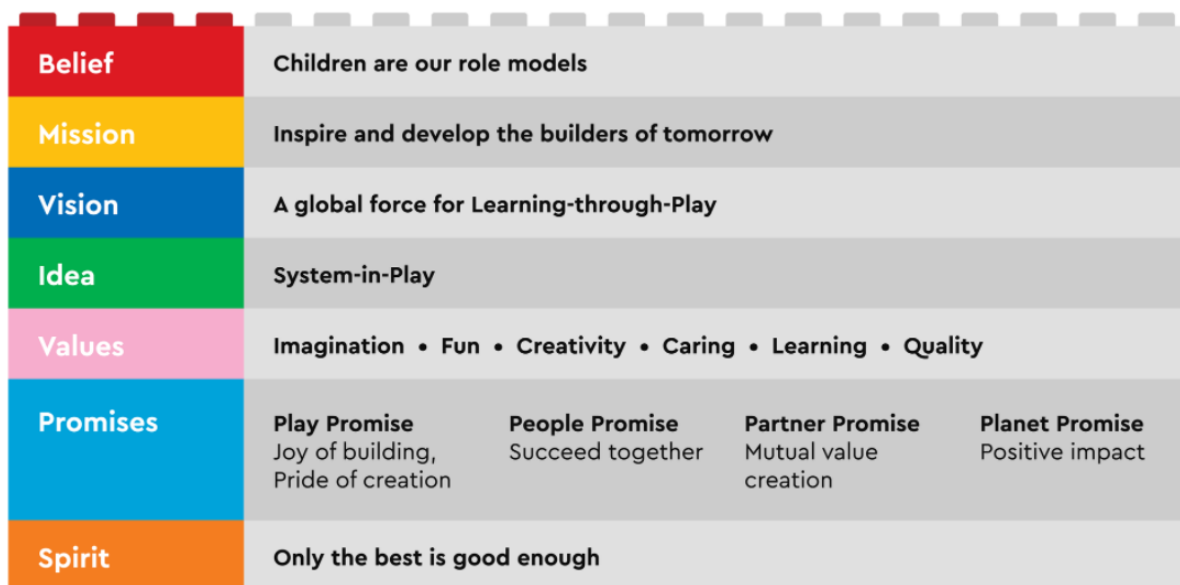 Belief
Children are our role models
Mission
Inspire and develop the builders of tomorrow
Vision
A global force for Learning-through-Play
Idea
System-in-Play
Values
Imagination • Fun • Creativity • Caring • Learning • Quality
Promises
Play Promise
Joy of building,
Pride of creation
People Promise
Succeed together
Partner Promise
Mutual value
creation
Planet Promise
Positive impact
Spirit
Only the best is good enough